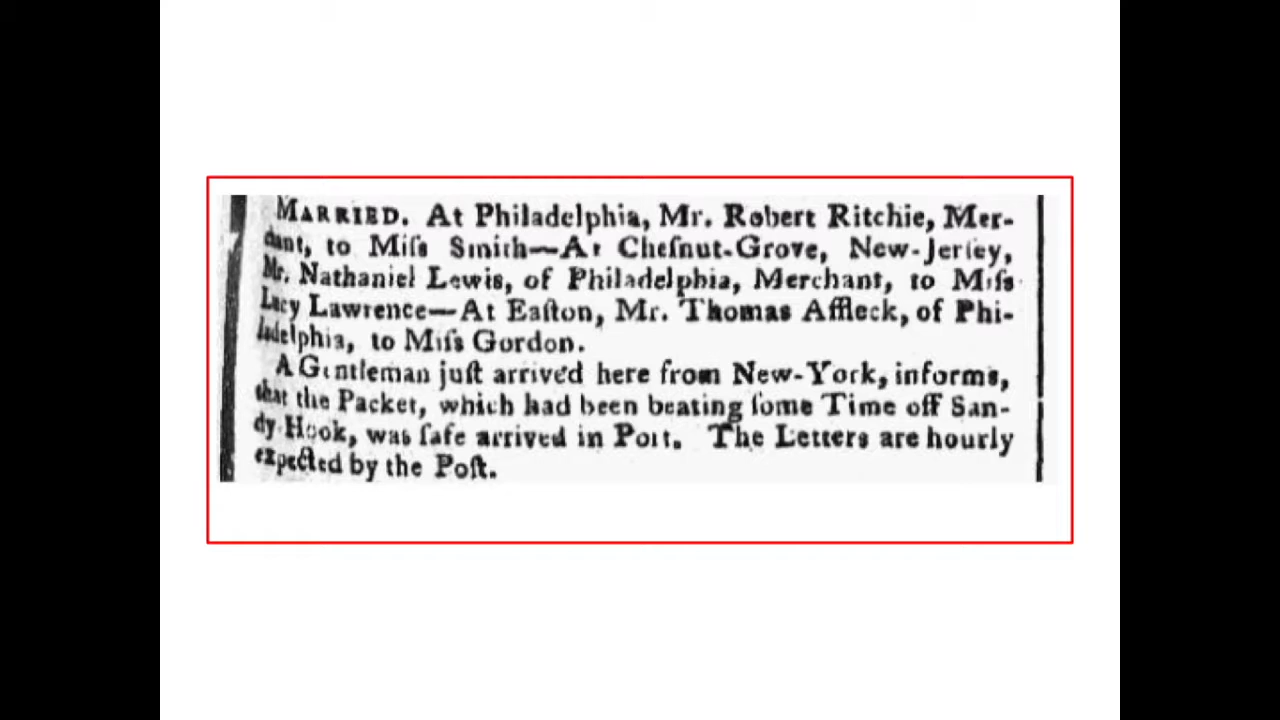 MARRIED. At Philadelphia, Mr. Robert Ritchie, Mer-
chant, to Miſs Smith—At Cheſnut-Grove, New-Jerſey,
Mr. Nathaniel Lewis, of Philadelphia, Merchant, to Miſs
Lucy Lawrence—At Eaſton, Mr. Thomas Affleck, of Phi-
ladelphia, to Miſs Gordon.
A Gentleman juſt arrived here from New-York, informs,
that the Packet, which had been beating ſome Time off San-
dy-Hook, was ſafe arrived in Port. The Letters are hourly
expected by the Poſt.